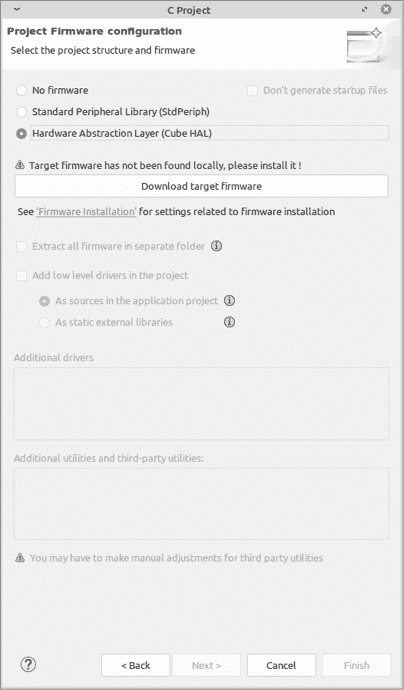 C Project
Project Firmware configuration
Select the project structure and firmware
No firmware
Don't generate startup files
Standard Peripheral Library (StdPeriph)
Hardware Abstraction Layer (Cube HAL)
Target firmware has not been found locally, please install it !
Download target firmware
See 'Firmware Installation' for settings related to firmware installation
Extract all firmware in separate folder
Add low level drivers in the project
As sources in the application project
As static external libraries
Additional drivers
Additional utilities and third-party utilities:
You may have to make manual adjustments for third party utilities
? < Back Next > Cancel Finish